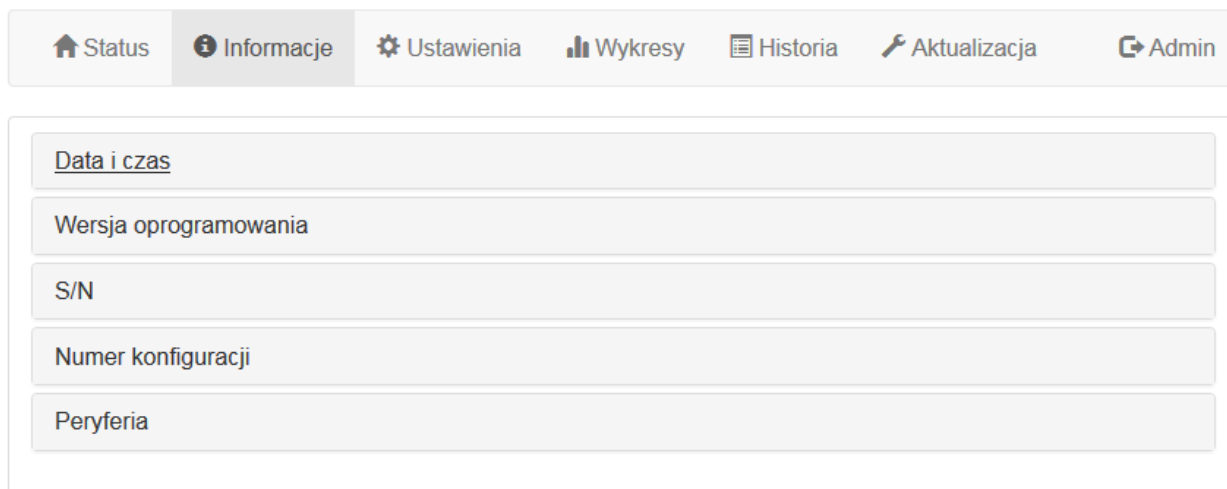 Status Informacje Ustawienia Wykresy Historia Aktualizacja Admin
Data i czas
Wersja oprogramowania
S/N
Numer konfiguracji
Peryferia